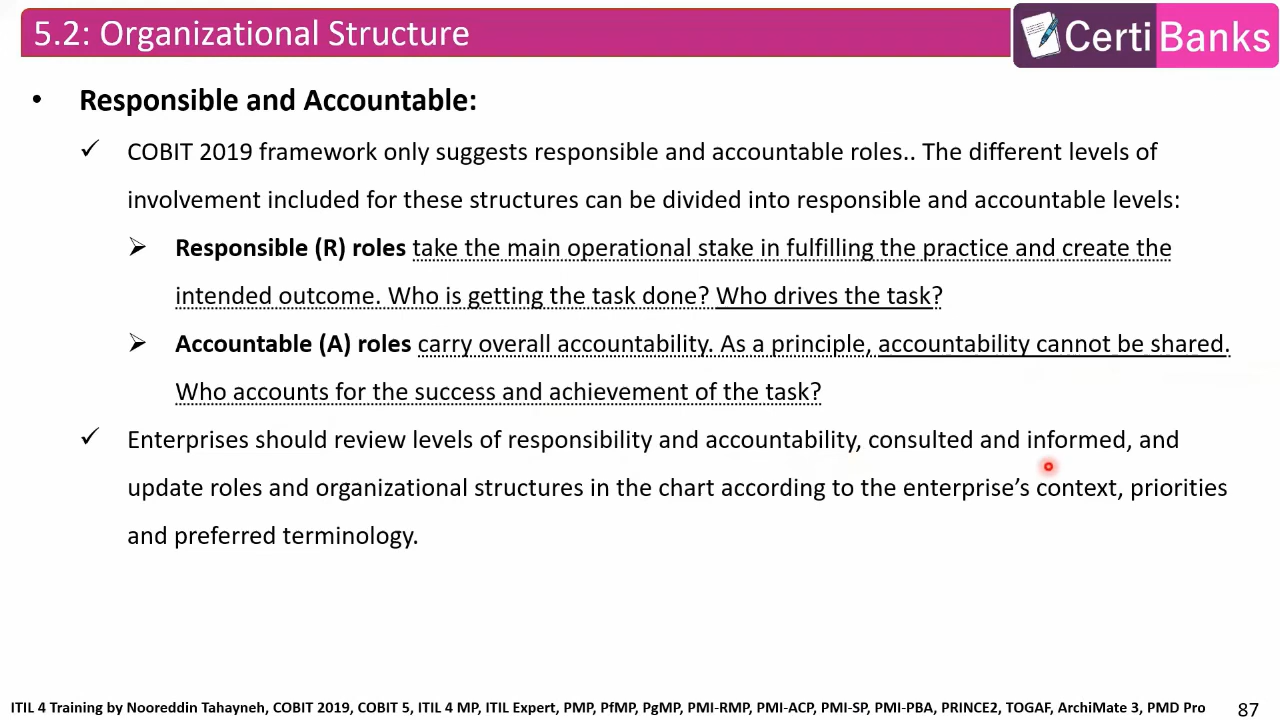 5.2: Organizational Structure
Certi Banks
• Responsible and Accountable:
✓ COBIT 2019 framework only suggests responsible and accountable roles.. The different levels of
involvement included for these structures can be divided into responsible and accountable levels:
➢ Responsible (R) roles take the main operational stake in fulfilling the practice and create the
intended outcome. Who is getting the task done? Who drives the task?
➢ Accountable (A) roles carry overall accountability. As a principle, accountability cannot be shared.
Who accounts for the success and achievement of the task?
✓ Enterprises should review levels of responsibility and accountability, consulted and informed, and
update roles and organizational structures in the chart according to the enterprise’s context, priorities
and preferred terminology.
ITIL 4 Training by Nooreddin Tahayneh, COBIT 2019, COBIT 5, ITIL 4 MP, ITIL Expert, PMP, PfMP, PgMP, PMI-RMP, PMI-ACP, PMI-SP, PMI-PBA, PRINCE2, TOGAF, ArchiMate 3, PMD Pro
87